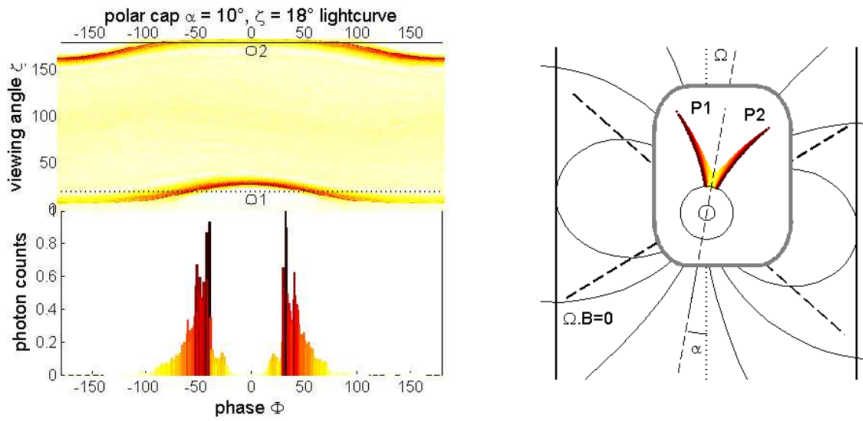 polar cap α = 10°, ζ = 18° lightcurve
-150 -100 -50 0 50 100 150
2
150
100
50
0
viewing angle ζ
1
1
0.8
0.6
0.4
0.2
0
photon counts
-150 -100 -50 0 50 100 150
phase Φ
Ω
P1
P2
Ω.B=0
α